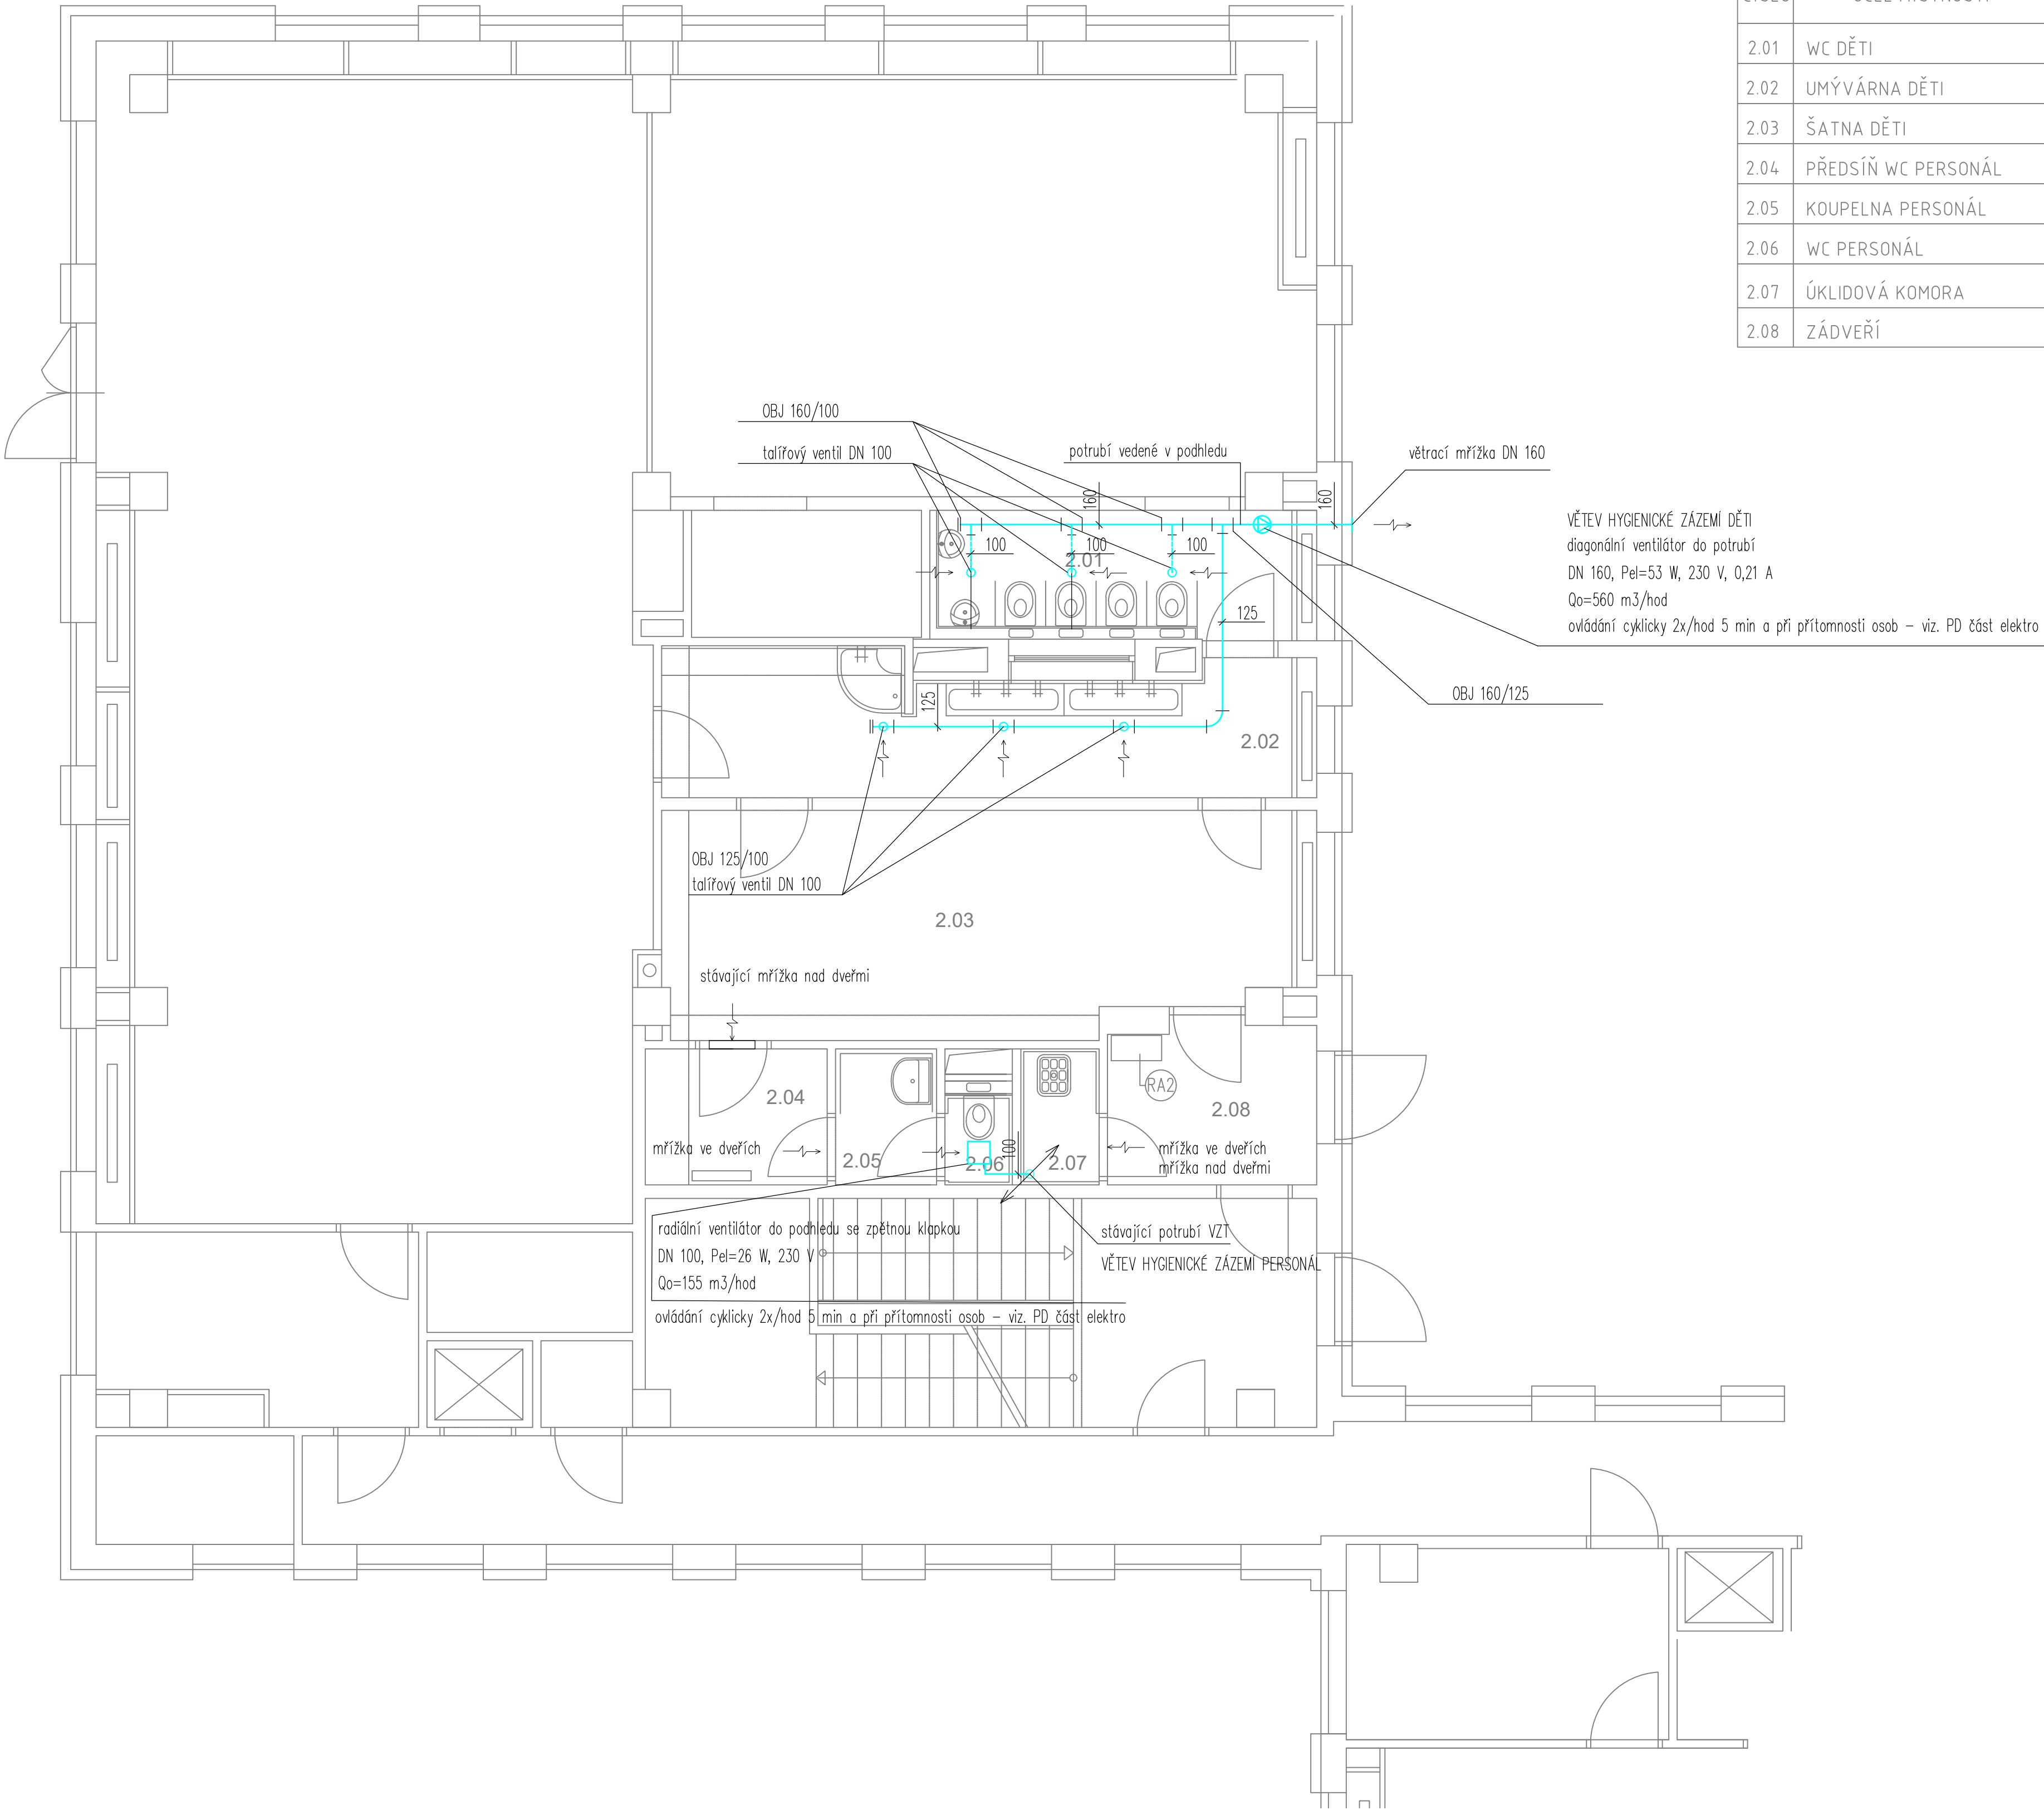 2.01 WC DĚTI
2.02 UMÝVÁRNA DĚTI
2.03 ŠATNA DĚTI
2.04 PŘEDSÍŇ WC PERSONÁL
2.05 KOUPELNA PERSONÁL
2.06 WC PERSONÁL
2.07 ÚKLIDOVÁ KOMORA
2.08 ZÁDVEŘÍ
OBJ 160/100
talířový ventil DN 100
potrubí vedené v podhledu
větrací mřížka DN 160
160
160
VĚTEV HYGIENICKÉ ZÁZEMÍ DĚTI
diagonální ventilátor do potrubí
DN 160, Pel=53 W, 230 V, 0,21 A
Qo=560 m3/hod
ovládání cyklicky 2x/hod 5 min a při přítomnosti osob – viz. PD část elektro
100
100
100
2.01
125
OBJ 160/125
125
2.02
OBJ 125/100
talířový ventil DN 100
2.03
stávající mřížka nad dveřmi
2.04
RA2
2.08
mřížka ve dveřích
2.05
2.06
100
2.07
mřížka ve dveřích
mřížka nad dveřmi
radiální ventilátor do podhledu se zpětnou klapkou
DN 100, Pel=26 W, 230 V
Qo=155 m3/hod
ovládání cyklicky 2x/hod 5 min a při přítomnosti osob – viz. PD část elektro
stávající potrubí VZT
VĚTEV HYGIENICKÉ ZÁZEMÍ PERSONÁL